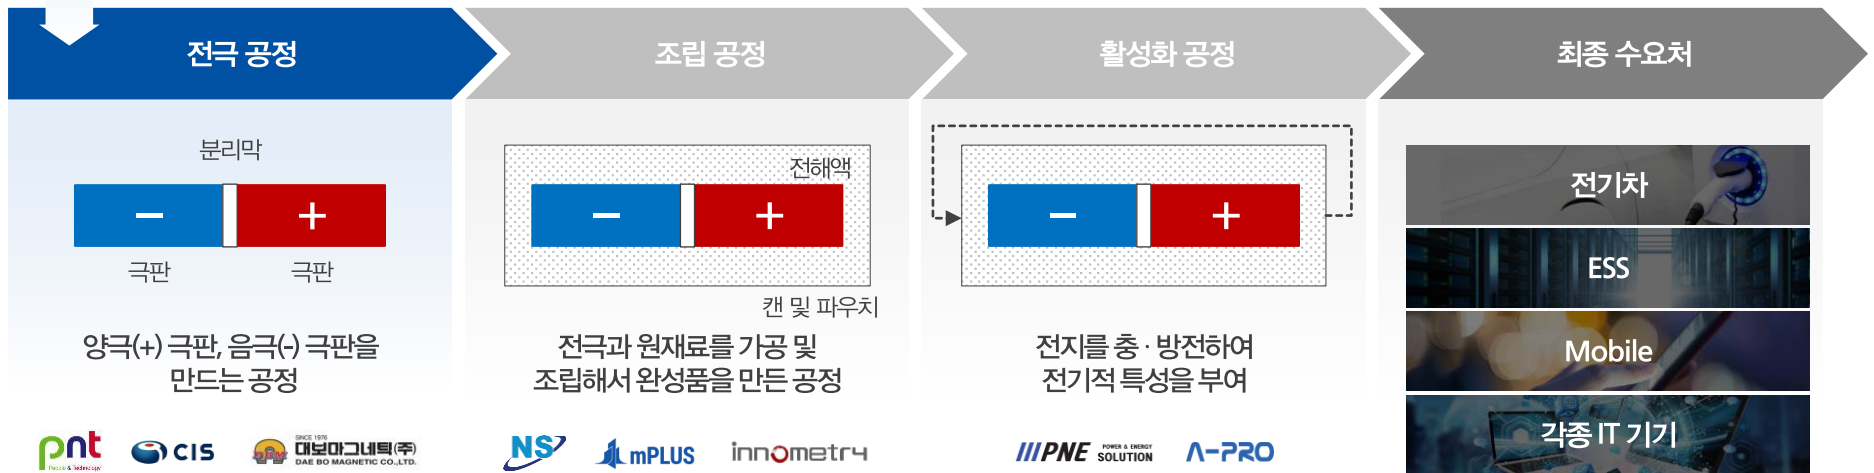 전극 공정
조립 공정
활성화 공정
최종 수요처
분리막
−
+
극판
극판
양극(+) 극판, 음극(-) 극판을
만드는 공정
pnt
People & Technology
CIS
SINCE 1976
대보마그네틱(주)
DAE BO MAGNETIC CO.,LTD.
전해액
−
+
캔 및 파우치
전극과 원재료를 가공 및
조립해서 완성품을 만든 공정
NS
mPLUS
innometry
−
+
전지를 충 · 방전하여
전기적 특성을 부여
PNE POWER & ENERGY
SOLUTION
A-PRO
전기차
ESS
Mobile
각종 IT 기기